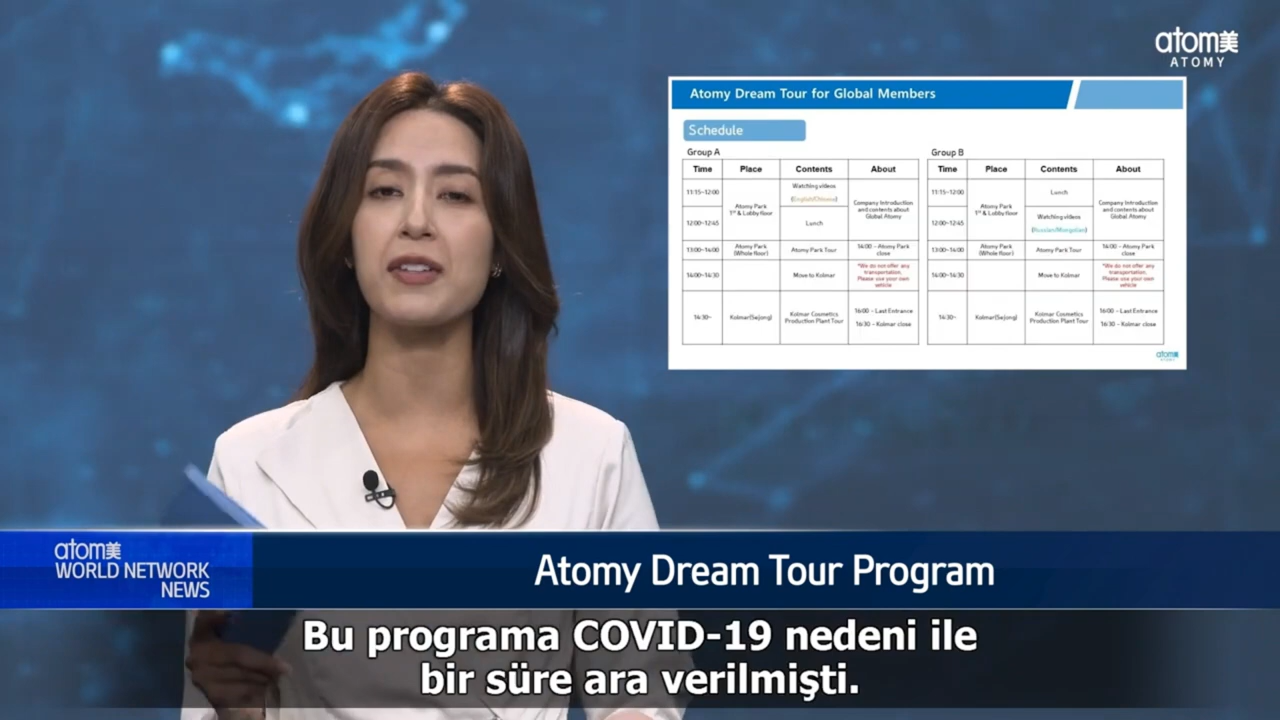 atom美
ATOMY
Atomy Dream Tour for Global Members
Schedule
Group A
Time Place Contents About
11:15~12:00 Atomy Park 1st & Lobby floor Watching videos (English/Chinese) Company Introduction and contents about Global Atomy
12:00~12:45 Lunch
13:00~14:00 Atomy Park (Whole floor) Atomy Park Tour 14:00 - Atomy Park close
14:00~14:30 Move to Kolmar *We do not offer any transportation. Please use your own vehicle
14:30~ Kolmar(Sejong) Kolmar Cosmetics Production Plant Tour 16:00 - Last Entrance 16:30 - Kolmar close
Group B
Time Place Contents About
11:15~12:00 Atomy Park 1st & Lobby floor Lunch Company Introduction and contents about Global Atomy
12:00~12:45 Watching videos (Russian/Mongolian)
13:00~14:00 Atomy Park (Whole floor) Atomy Park Tour 14:00 - Atomy Park close
14:00~14:30 Move to Kolmar *We do not offer any transportation. Please use your own vehicle
14:30~ Kolmar(Sejong) Kolmar Cosmetics Production Plant Tour 16:00 - Last Entrance 16:30 - Kolmar close
atom美
ATOMY
atom美
WORLD NETWORK
NEWS
Atomy Dream Tour Program
Bu programa COVID-19 nedeni ile
bir süre ara verilmişti.